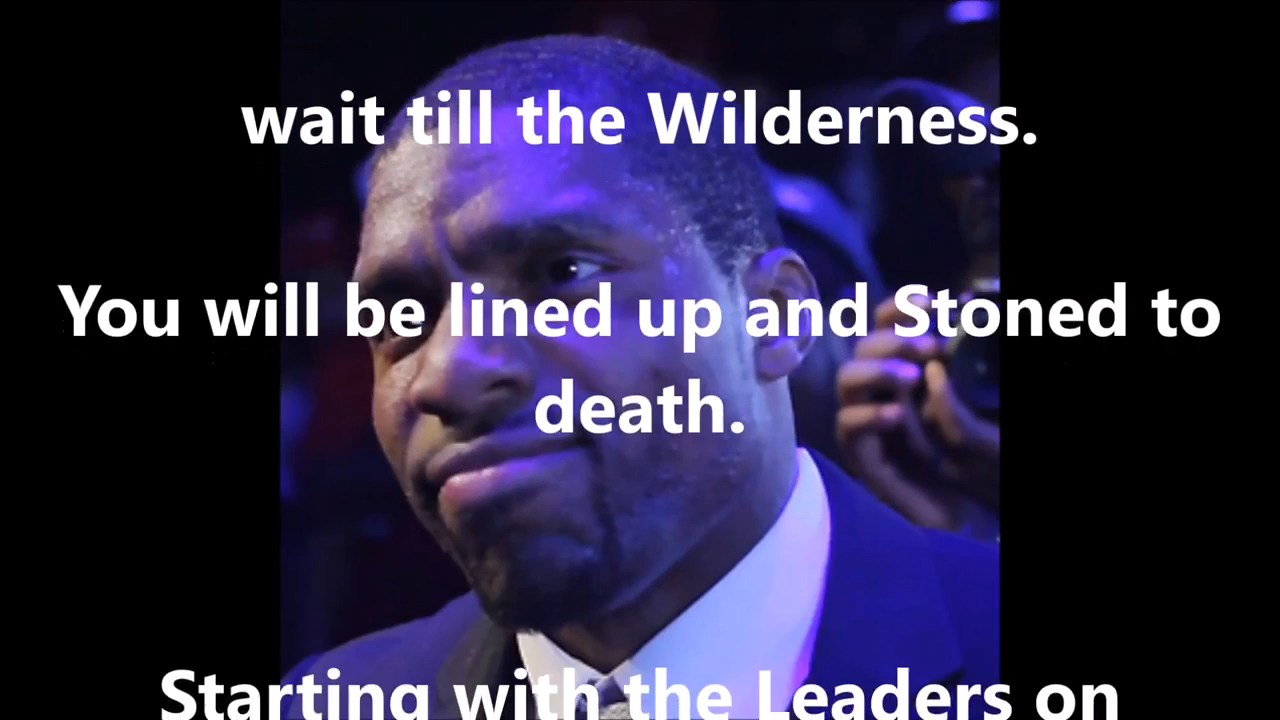 wait till the Wilderness.
You will be lined up and Stoned to
death.
Starting with the Leaders on